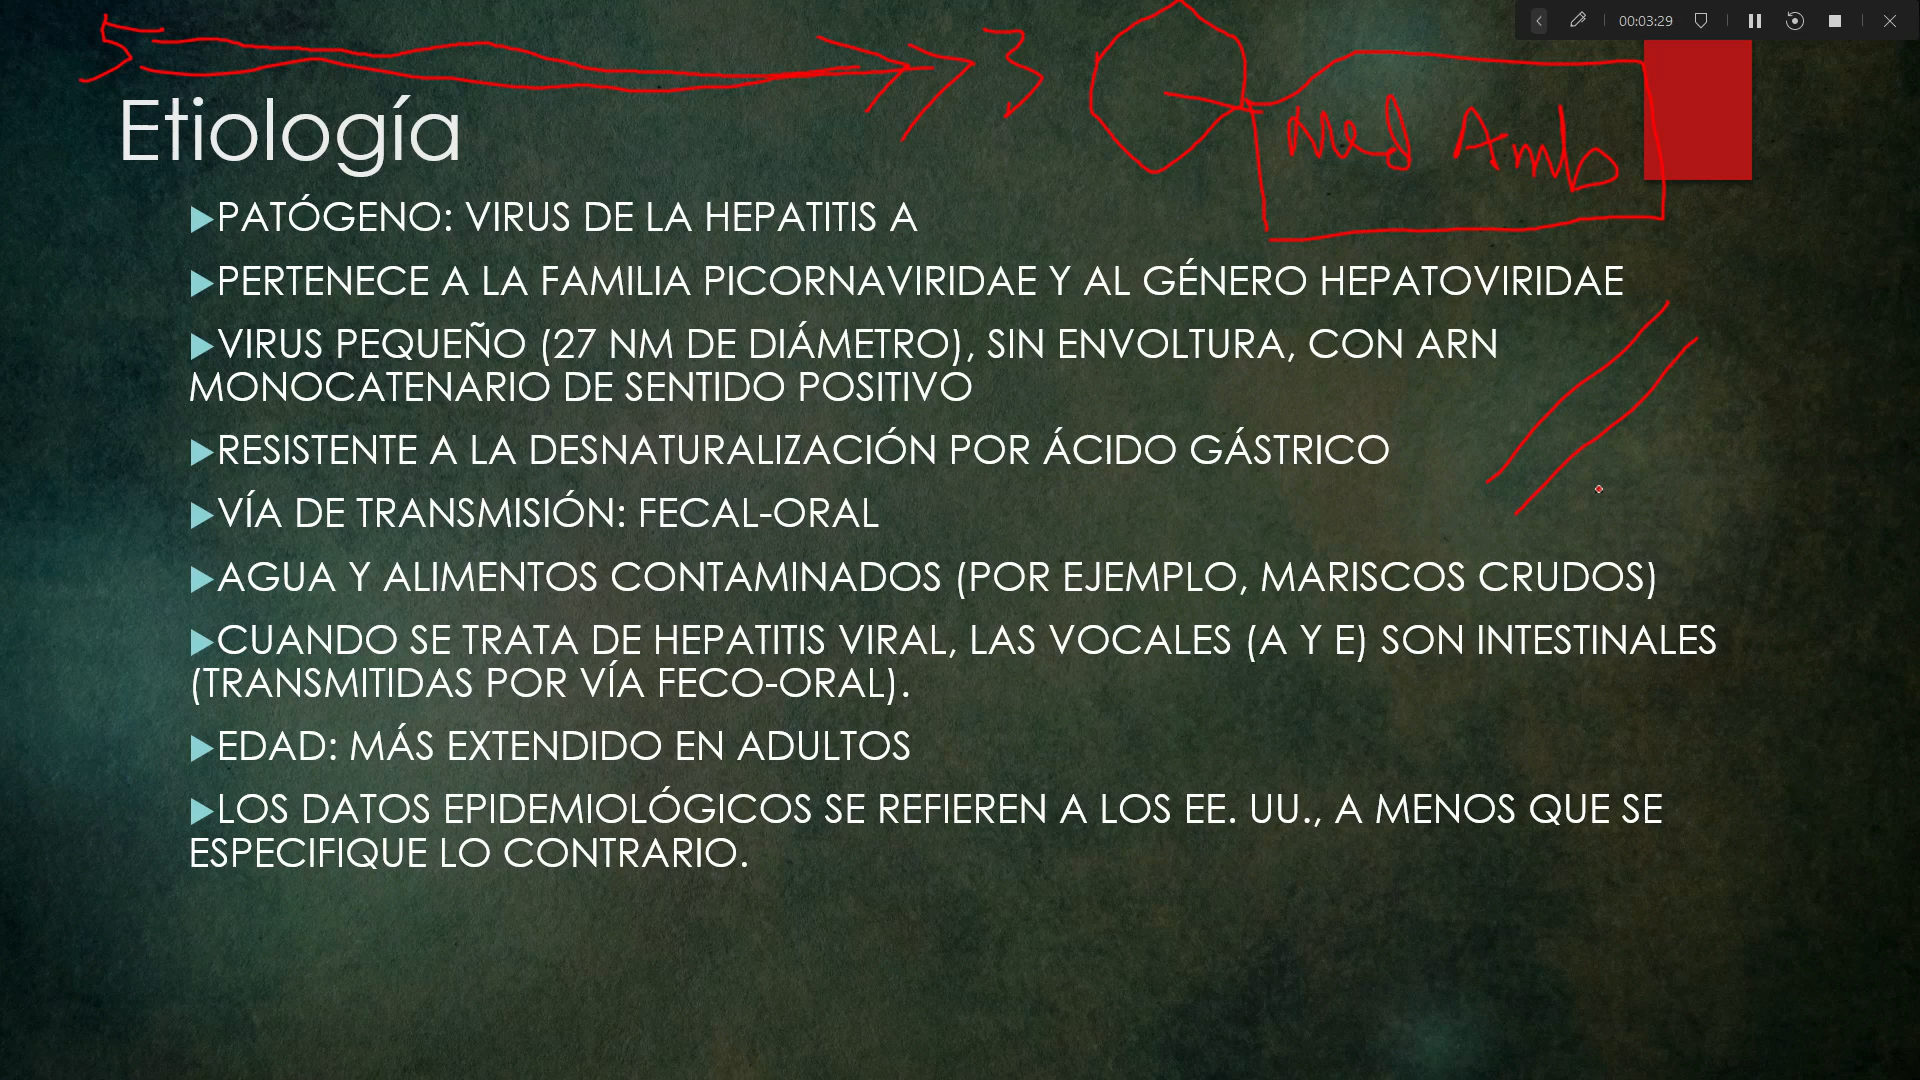 00:03:29
5 3
Med Amb
Etiología
PATÓGENO: VIRUS DE LA HEPATITIS A
PERTENECE A LA FAMILIA PICORNAVIRIDAE Y AL GÉNERO HEPATOVIRIDAE
VIRUS PEQUEÑO (27 NM DE DIÁMETRO), SIN ENVOLTURA, CON ARN
MONOCATENARIO DE SENTIDO POSITIVO
RESISTENTE A LA DESNATURALIZACIÓN POR ÁCIDO GÁSTRICO
VÍA DE TRANSMISIÓN: FECAL-ORAL
AGUA Y ALIMENTOS CONTAMINADOS (POR EJEMPLO, MARISCOS CRUDOS)
CUANDO SE TRATA DE HEPATITIS VIRAL, LAS VOCALES (A Y E) SON INTESTINALES
(TRANSMITIDAS POR VÍA FECO-ORAL).
EDAD: MÁS EXTENDIDO EN ADULTOS
LOS DATOS EPIDEMIOLÓGICOS SE REFIEREN A LOS EE. UU., A MENOS QUE SE
ESPECIFIQUE LO CONTRARIO.